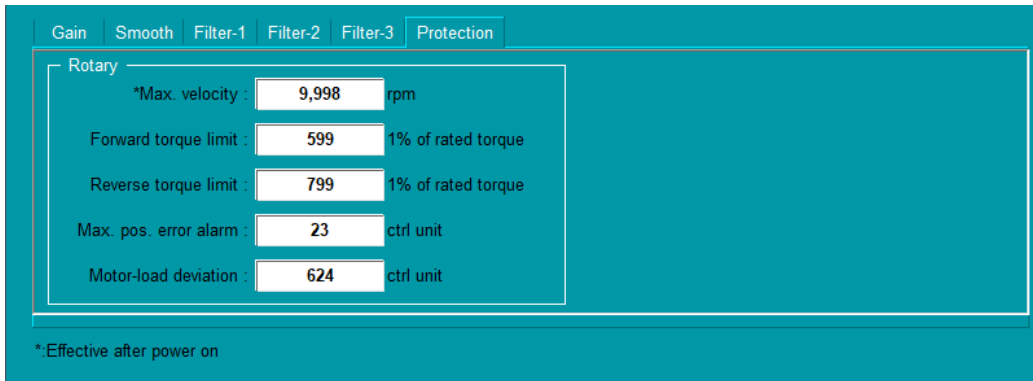 Gain Smooth Filter-1 Filter-2 Filter-3 Protection
Rotary
*Max. velocity : 9,998 rpm
Forward torque limit : 599 1% of rated torque
Reverse torque limit : 799 1% of rated torque
Max. pos. error alarm : 23 ctrl unit
Motor-load deviation : 624 ctrl unit
*:Effective after power on